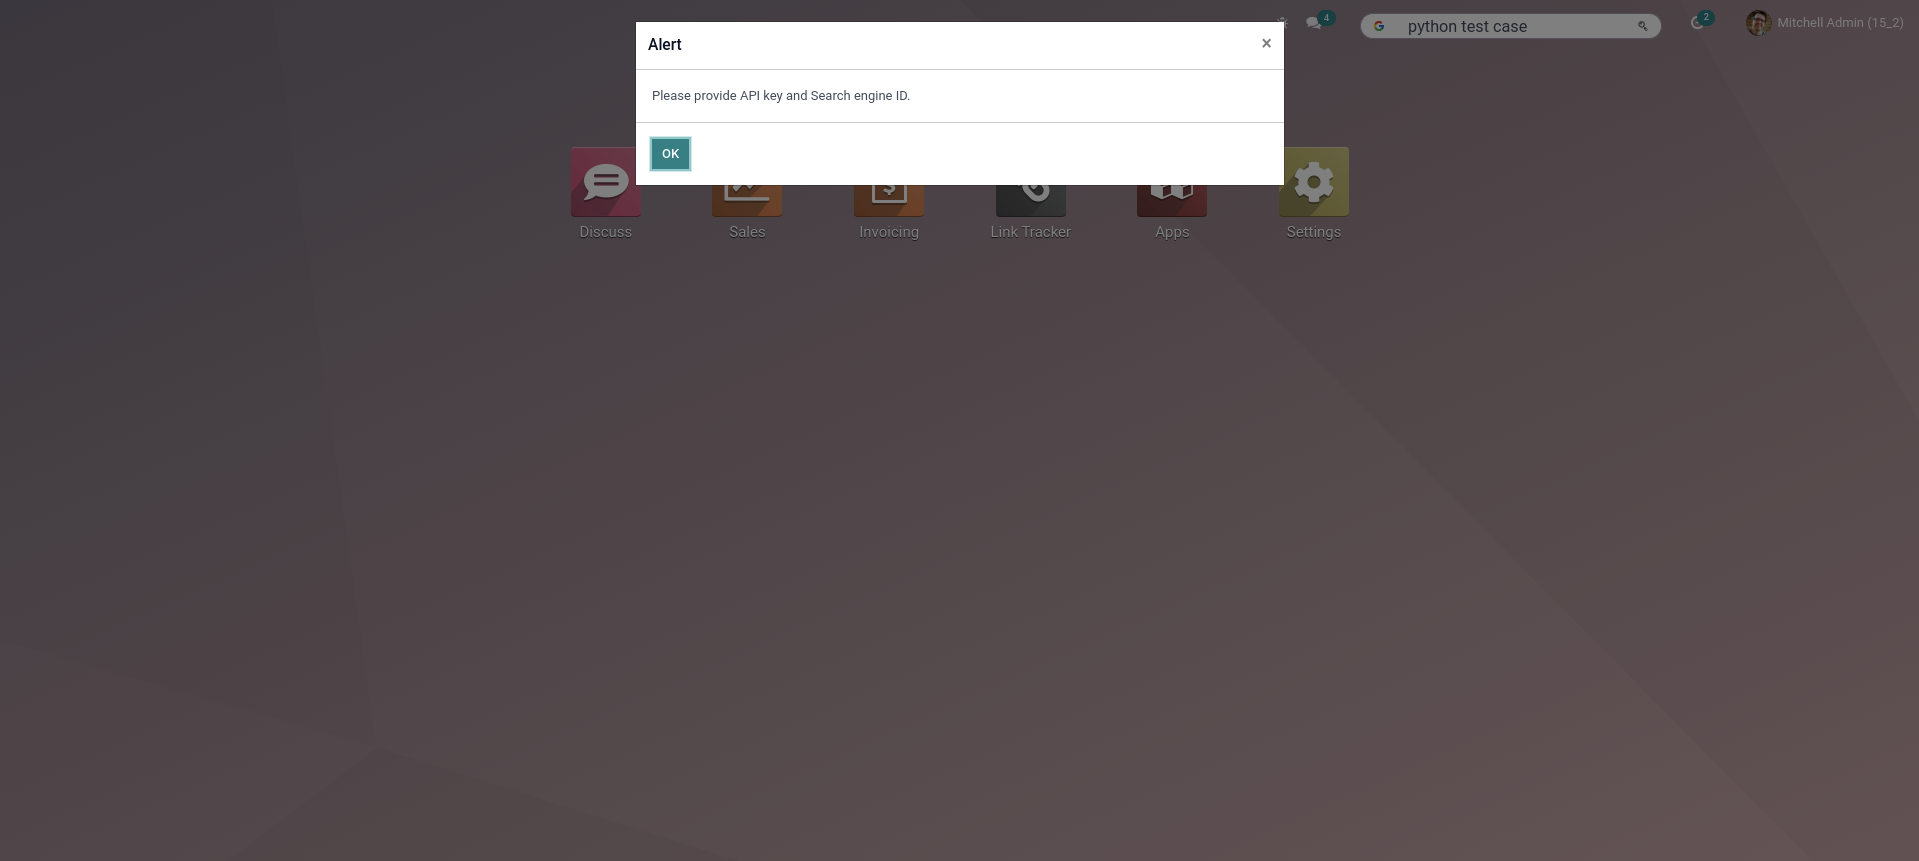 Alert
×
Please provide API key and Search engine ID.
OK
4
python test case
2
Mitchell Admin (15_2)
Discuss
Sales
Invoicing
Link Tracker
Apps
Settings